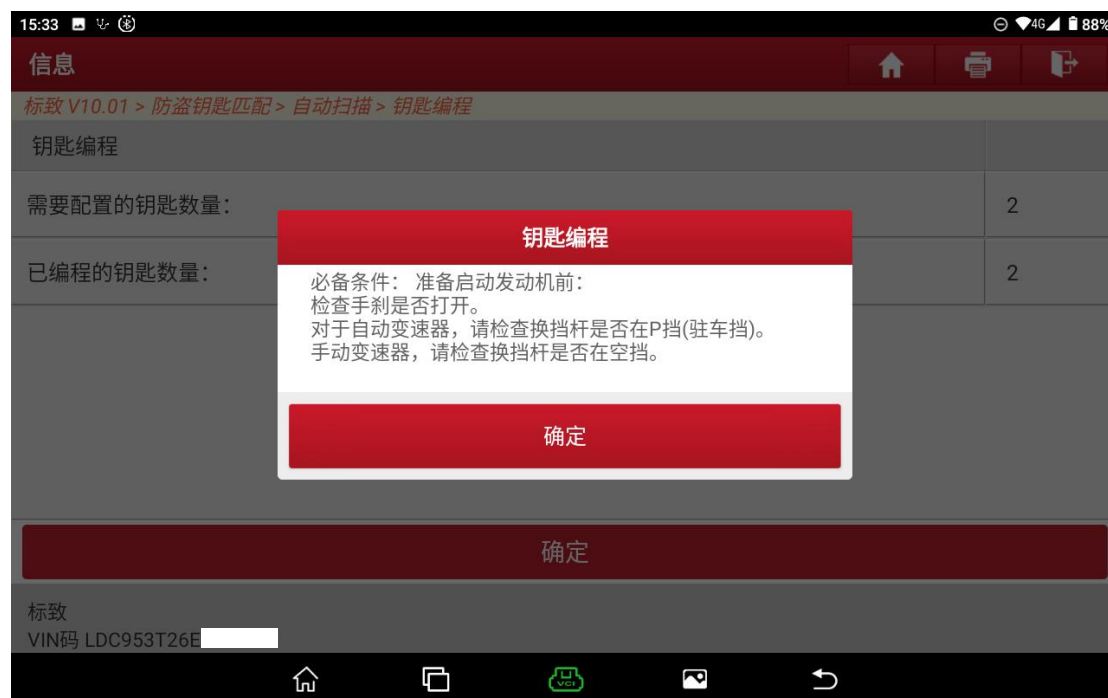 15:33
4G 88%
信息
标致 V10.01 > 防盗钥匙匹配 > 自动扫描 > 钥匙编程
钥匙编程
需要配置的钥匙数量： 2
已编程的钥匙数量： 2
钥匙编程
必备条件： 准备启动发动机前：
检查手刹是否打开。
对于自动变速器，请检查换挡杆是否在P挡(驻车挡)。
手动变速器，请检查换挡杆是否在空挡。
确定
确定
标致
VIN码 LDC953T26E
VCI